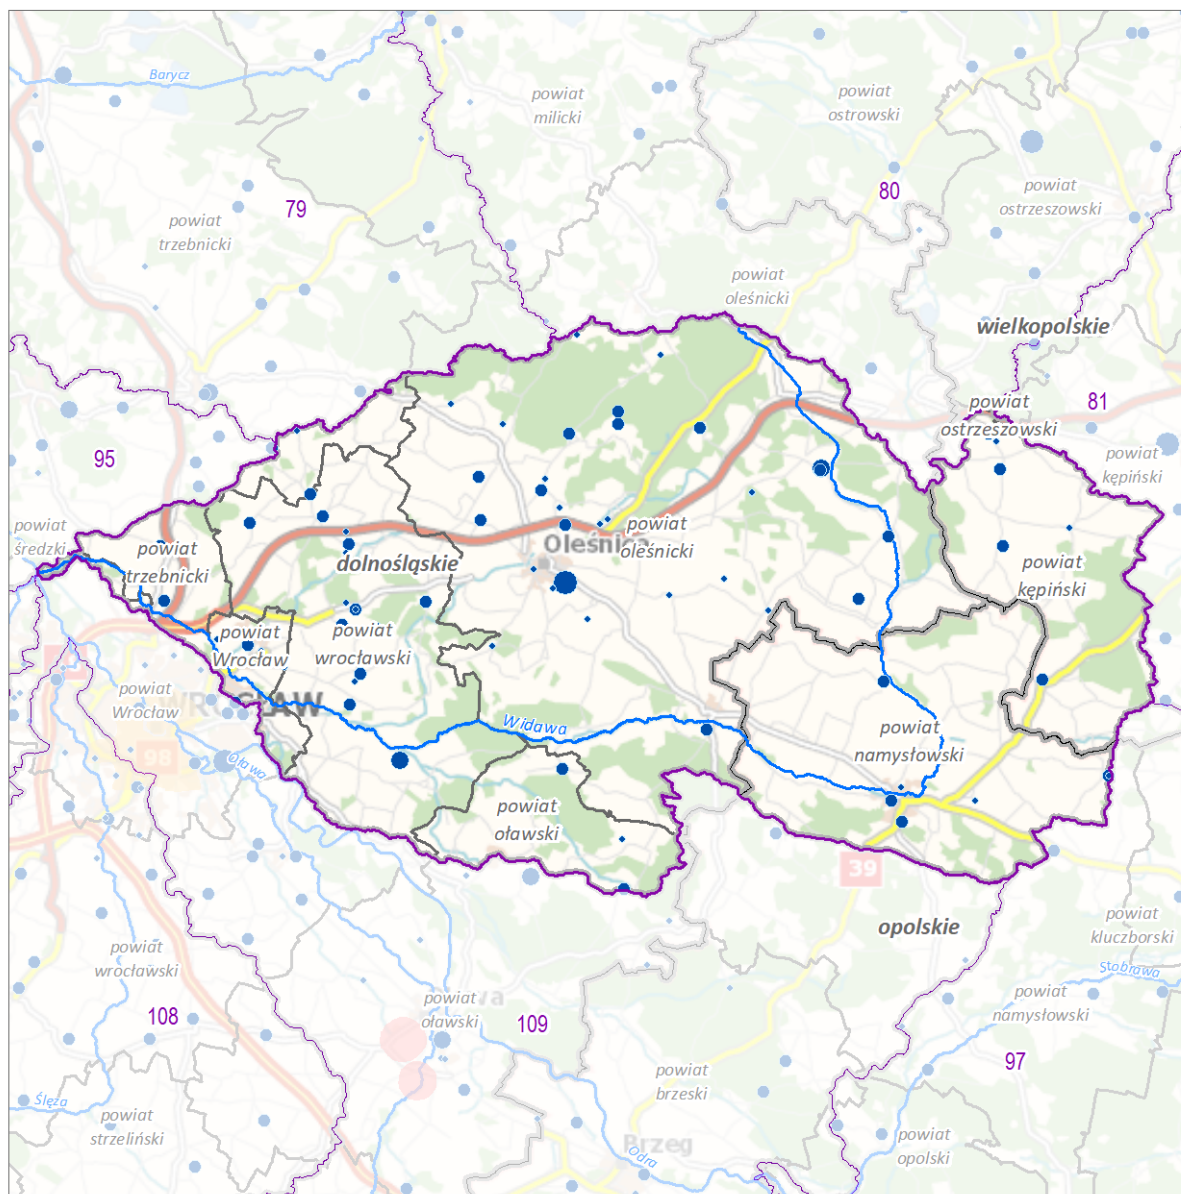 Barycz
powiat
milicki
powiat
ostrowski
80
powiat
ostrzeszowski
79
powiat
trzebnicki
powiat
oleśnicki
wielkopolskie
81
powiat
ostrzeszowski
powiat
kępiński
95
powiat
średzki
powiat
trzebnicki
dolnośląskie
Oleśnica
powiat
oleśnicki
powiat
kępiński
powiat
Wrocław
powiat
wrocławski
powiat
Wrocław
WROCŁAW
Widawa
powiat
namysłowski
98
Oława
powiat
oławski
39
opolskie
powiat
kluczborski
powiat
wrocławski
Stobrawa
powiat
namysłowski
108
powiat
oławski
109
97
powiat
brzeski
Ślęza
powiat
strzeliński
Brzeg
Odra
powiat
opolski